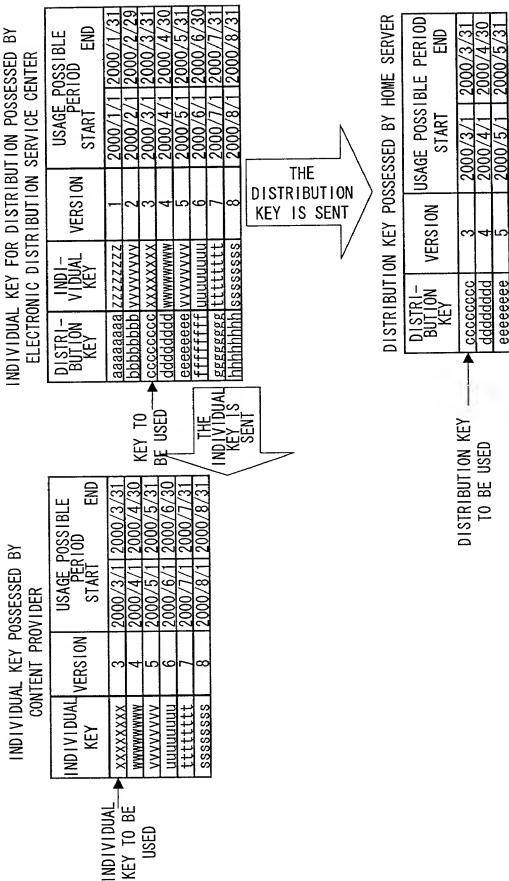 INDIVIDUAL KEY FOR DISTRIBUTION POSSESSED BY
ELECTRONIC DISTRIBUTION SERVICE CENTER
DISTRI-BUTION KEY INDI-VIDUAL KEY VERSION USAGE POSSIBLE PERIOD START END
aaaaaaaa zzzzzzzz 1 2000/1/1 2000/1/31
bbbbbbbb yyyyyyyy 2 2000/2/1 2000/2/29
cccccccc xxxxxxxx 3 2000/3/1 2000/3/31
dddddddd wwwwwwww 4 2000/4/1 2000/4/30
eeeeeeee vvvvvvvv 5 2000/5/1 2000/5/31
ffffffff uuuuuuuu 6 2000/6/1 2000/6/30
gggggggg tttttttt 7 2000/7/1 2000/7/31
hhhhhhhh ssssssss 8 2000/8/1 2000/8/31
KEY TO
BE USED
THE
INDIVIDUAL
KEY IS
SENT
THE
DISTRIBUTION
KEY IS SENT
INDIVIDUAL KEY POSSESSED BY
CONTENT PROVIDER
INDIVIDUAL KEY VERSION USAGE POSSIBLE PERIOD START END
xxxxxxxx 3 2000/3/1 2000/3/31
wwwwwwww 4 2000/4/1 2000/4/30
vvvvvvvv 5 2000/5/1 2000/5/31
uuuuuuuu 6 2000/6/1 2000/6/30
tttttttt 7 2000/7/1 2000/7/31
ssssssss 8 2000/8/1 2000/8/31
INDIVIDUAL
KEY TO BE
USED
DISTRIBUTION KEY POSSESSED BY HOME SERVER
DISTRI-BUTION KEY VERSION USAGE POSSIBLE PERIOD START END
cccccccc 3 2000/3/1 2000/3/31
dddddddd 4 2000/4/1 2000/4/30
eeeeeeee 5 2000/5/1 2000/5/31
DISTRIBUTION KEY
TO BE USED